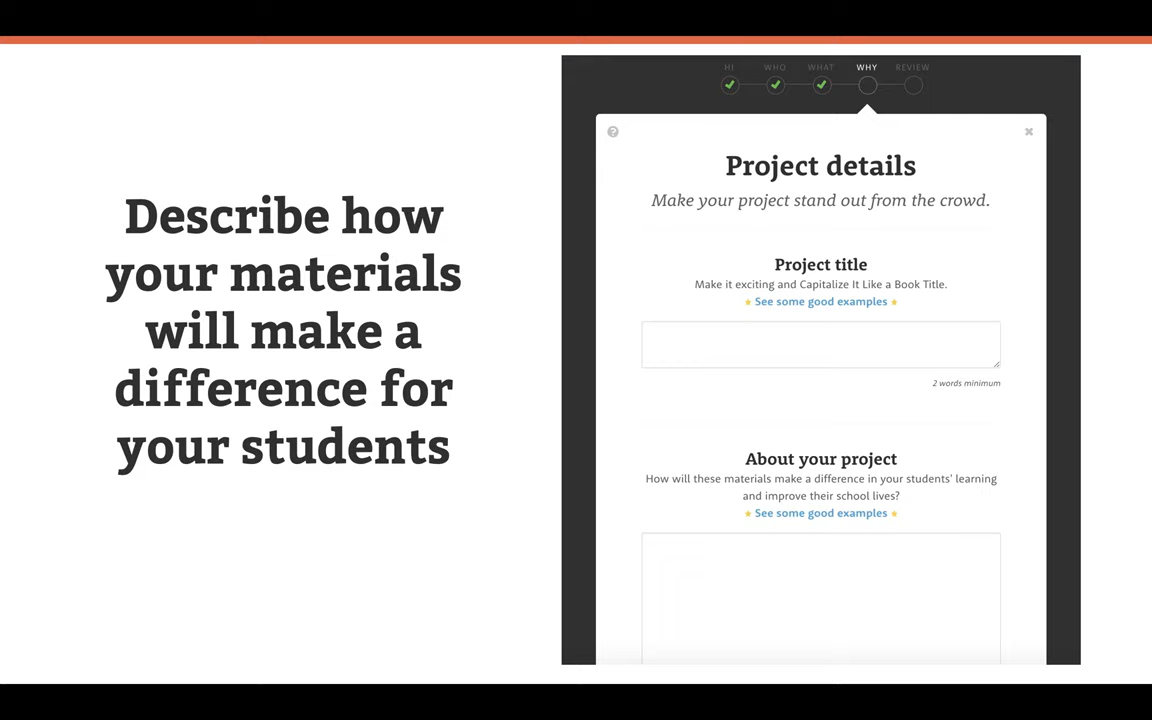 Describe how
your materials
will make a
difference for
your students
HI WHO WHAT WHY REVIEW
Project details
Make your project stand out from the crowd.
Project title
Make it exciting and Capitalize It Like a Book Title.
See some good examples
2 words minimum
About your project
How will these materials make a difference in your students' learning
and improve their school lives?
See some good examples